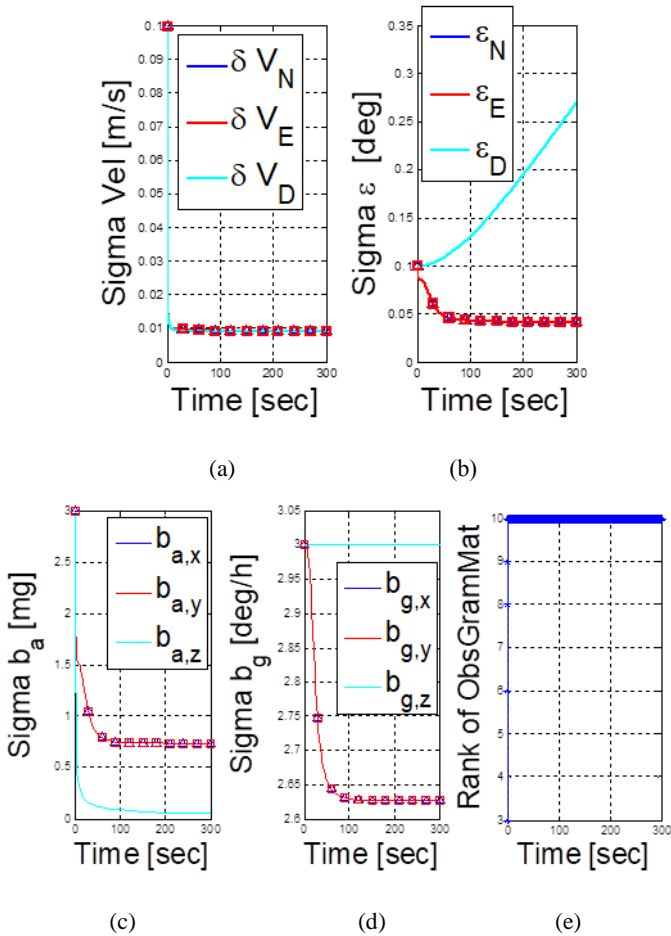 0.1
0.09
0.08
0.07
0.06
0.05
0.04
0.03
0.02
0.01
0
0 100 200 300
Sigma Vel [m/s]
Time [sec]
δ V_N
δ V_E
δ V_D
(a)
0.35
0.3
0.25
0.2
0.15
0.1
0.05
0
0 100 200 300
Sigma ε [deg]
Time [sec]
ε_N
ε_E
ε_D
(b)
3
2.5
2
1.5
1
0.5
0
0 100 200 300
Sigma b_a [mg]
Time [sec]
b_a,x
b_a,y
b_a,z
(c)
3.05
3
2.95
2.9
2.85
2.8
2.75
2.7
2.65
2.6
0 100 200 300
Sigma b_g [deg/h]
Time [sec]
b_g,x
b_g,y
b_g,z
(d)
10
9
8
7
6
5
4
3
0 100 200 300
Rank of ObsGramMat
Time [sec]
(e)